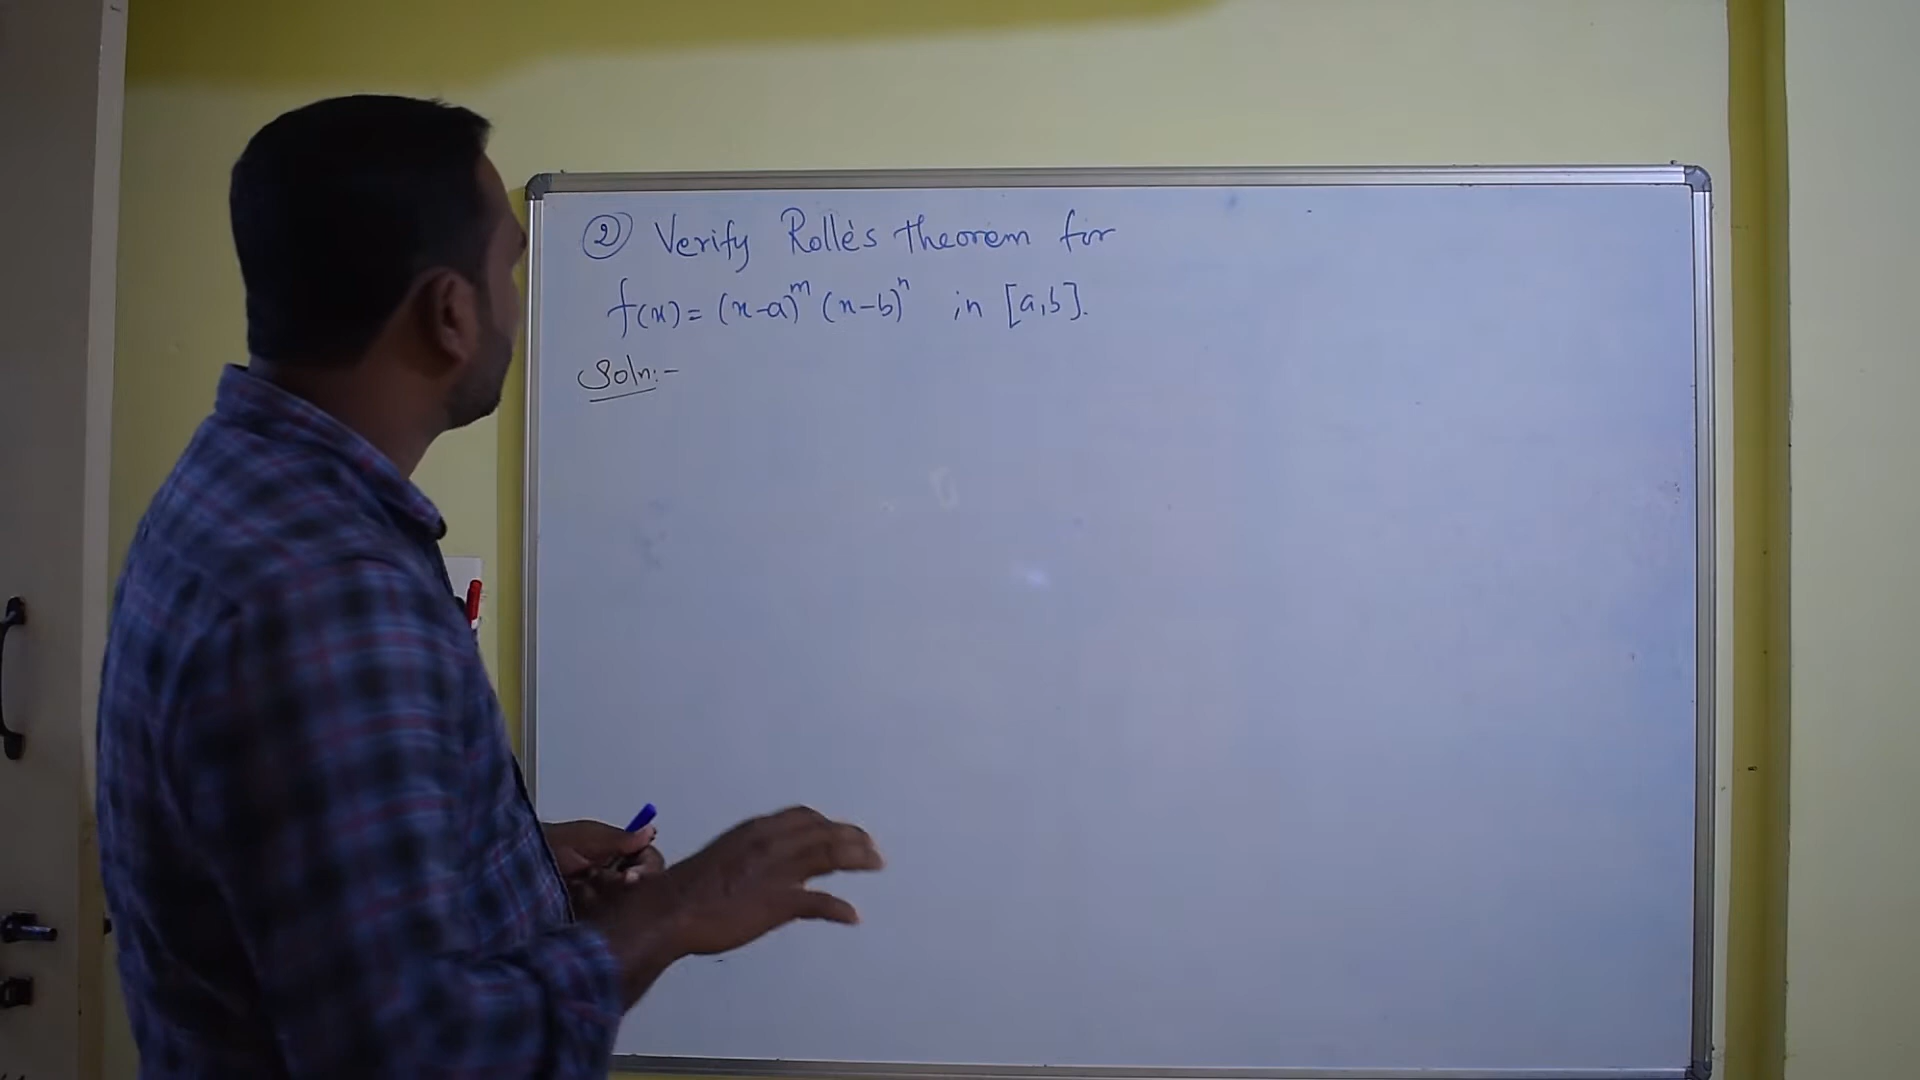 ② Verify Rolle's theorem for
f(x) = (x-a)^m (x-b)^n in [a,b].
Soln:-